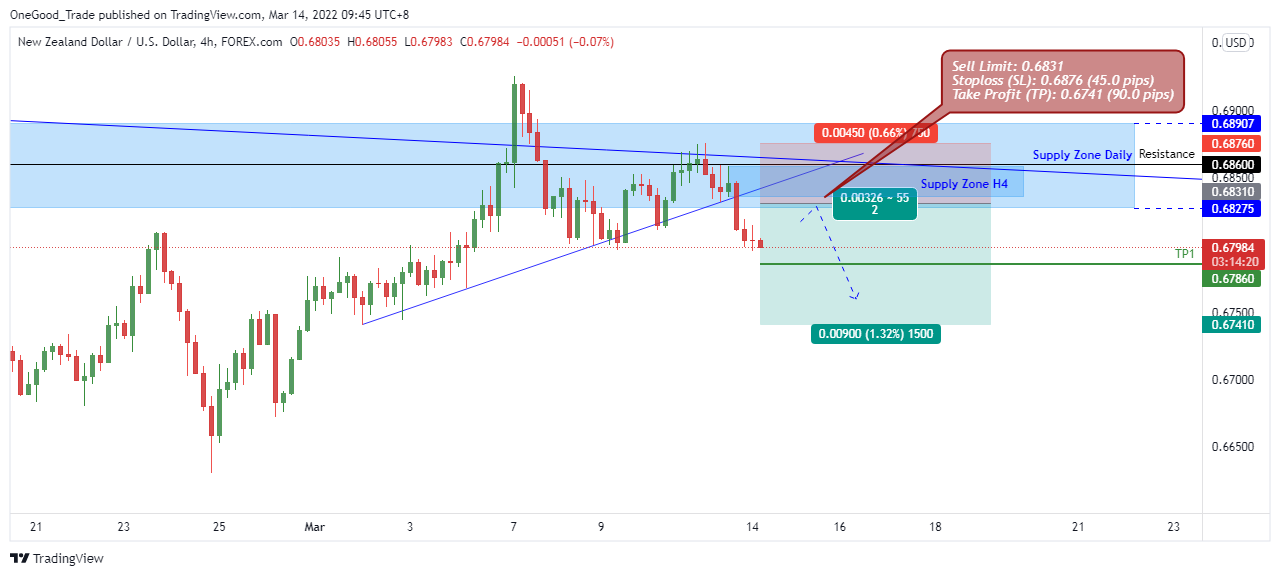 OneGood_Trade published on TradingView.com, Mar 14, 2022 09:45 UTC+8
New Zealand Dollar / U.S. Dollar, 4h, FOREX.com O0.68035 H0.68055 L0.67983 C0.67984 −0.00051 (−0.07%)
USD
Sell Limit: 0.6831
Stoploss (SL): 0.6876 (45.0 pips)
Take Profit (TP): 0.6741 (90.0 pips)
0.69000
0.68907
0.00450 (0.66%) 750
0.68760
Supply Zone Daily
Resistance
0.68600
0.68500
Supply Zone H4
0.68310
0.00326 ~ 55
2
0.68275
TP1
0.67984
03:14:20
0.67860
0.67500
0.67410
0.00900 (1.32%) 1500
0.67000
0.66500
21 23 25 Mar 3 7 9 14 16 18 21 23
TradingView